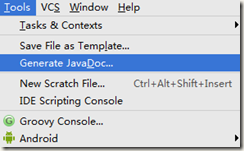 Tools VCS Window Help
Tasks & Contexts
Save File as Template...
Generate JavaDoc...
New Scratch File... Ctrl+Alt+Shift+Insert
IDE Scripting Console
Groovy Console...
Android